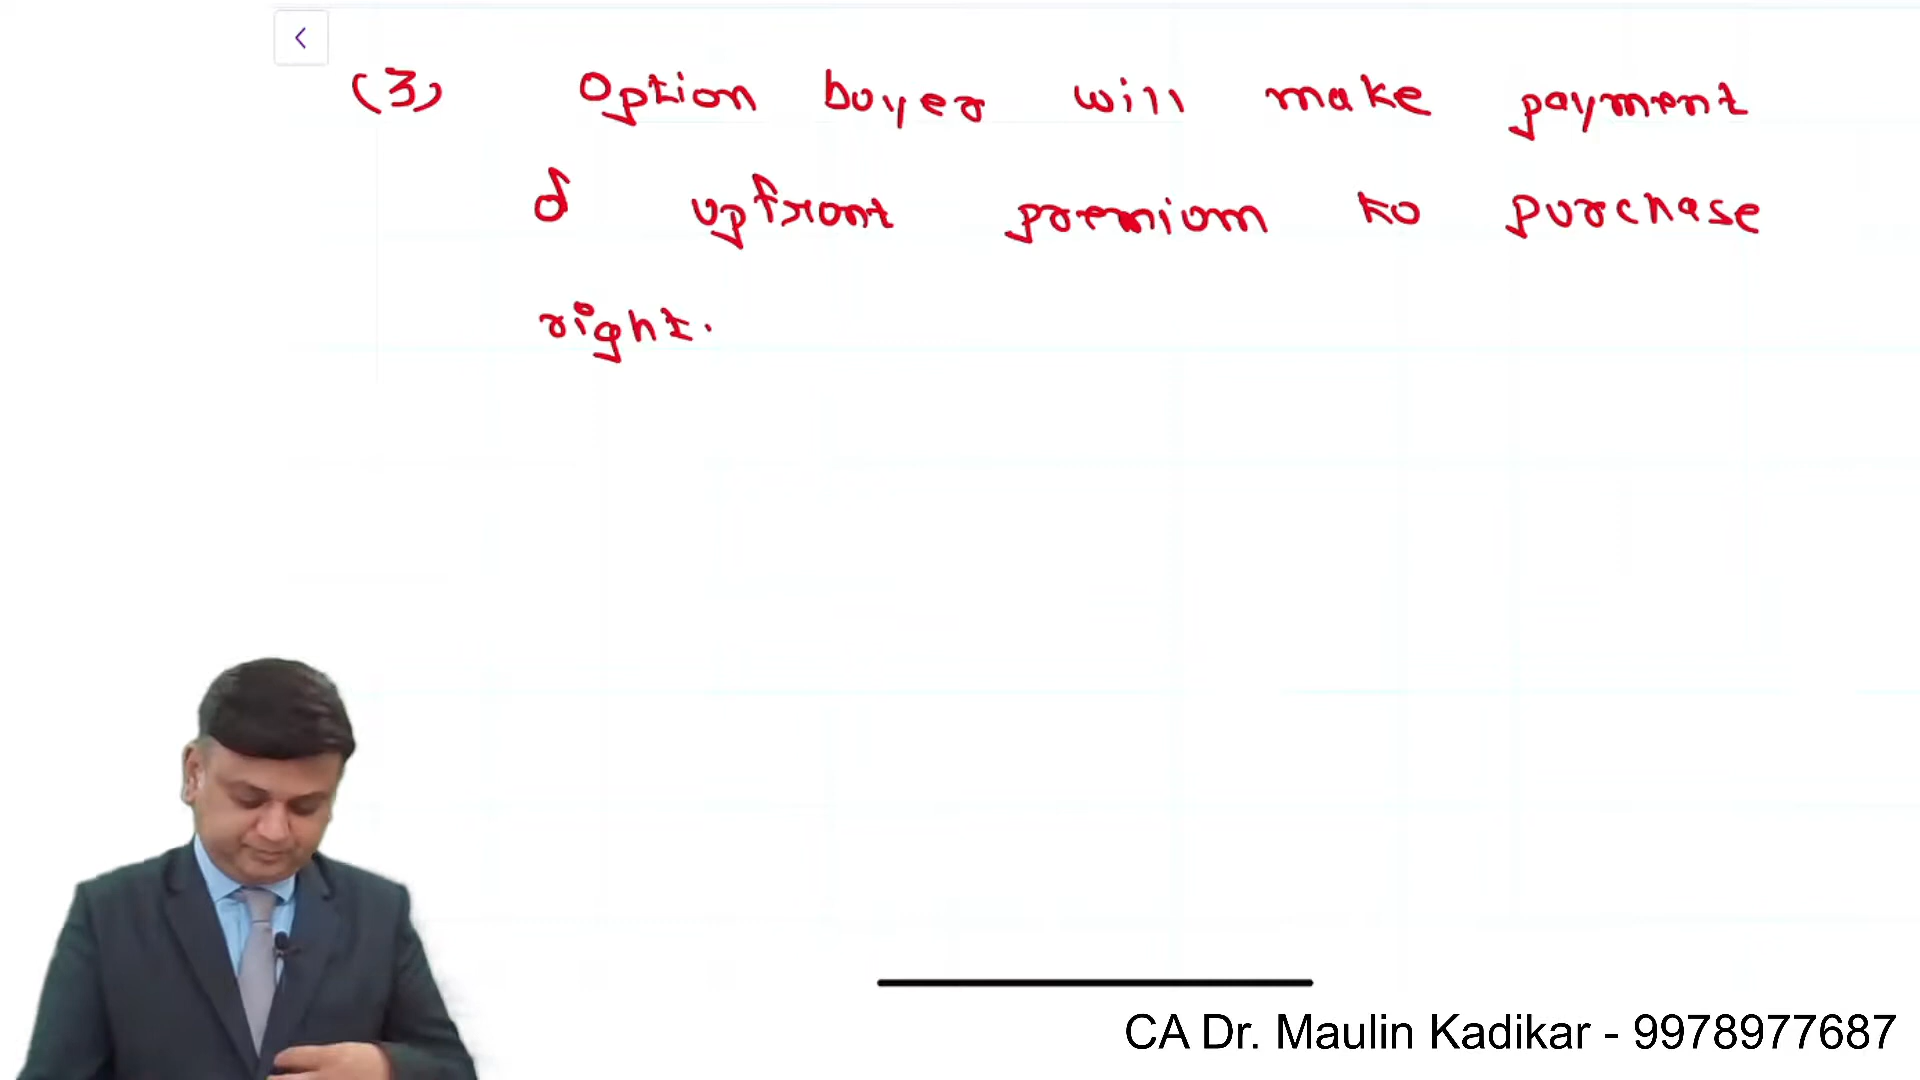 (3) Option buyer will make payment
of upfront premium to purchase
right.
CA Dr. Maulin Kadikar - 9978977687